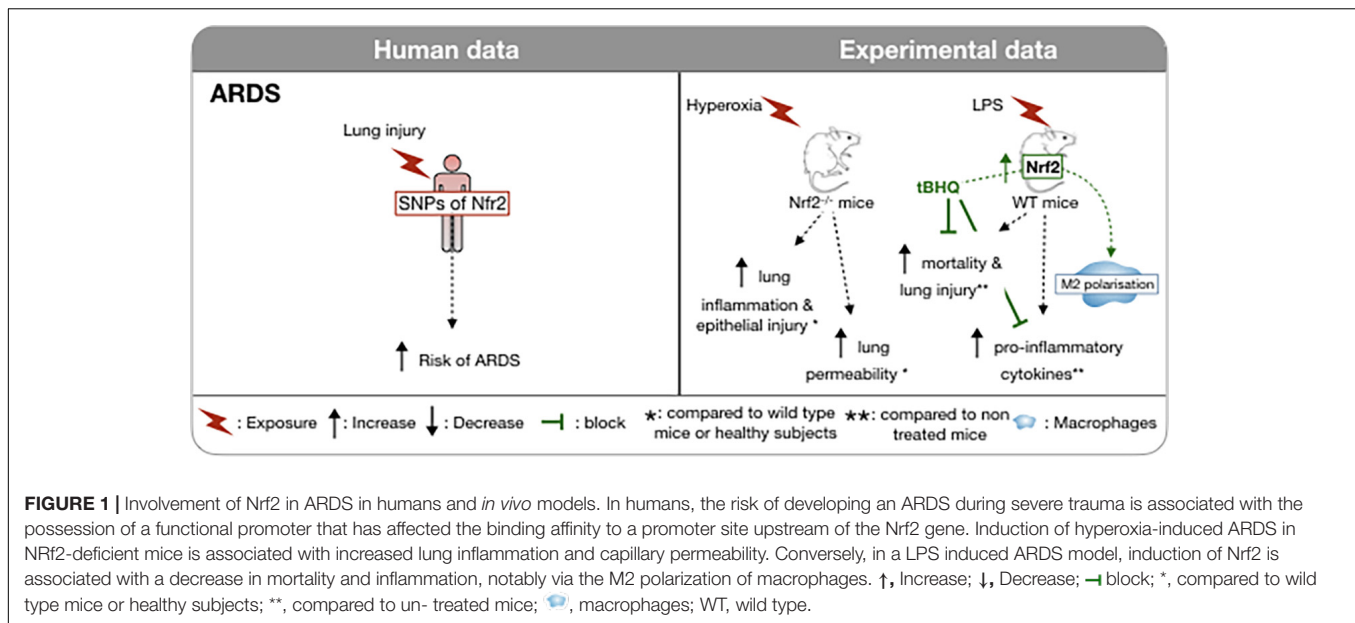 Human data
Experimental data
ARDS
Lung injury
SNPs of Nfr2
↑ Risk of ARDS
Hyperoxia
Nrf2-/- mice
↑ lung
inflammation &
epithelial injury *
↑ lung
permeability *
LPS
↑ Nrf2
tBHQ
WT mice
↑ mortality &
lung injury**
M2 polarisation
↑ pro-inflammatory
cytokines**
: Exposure ↑: Increase ↓: Decrease ⊣: block *: compared to wild type
mice or healthy subjects
**: compared to non
treated mice
: Macrophages
FIGURE 1 | Involvement of Nrf2 in ARDS in humans and in vivo models. In humans, the risk of developing an ARDS during severe trauma is associated with the
possession of a functional promoter that has affected the binding affinity to a promoter site upstream of the Nrf2 gene. Induction of hyperoxia-induced ARDS in
NRf2-deficient mice is associated with increased lung inflammation and capillary permeability. Conversely, in a LPS induced ARDS model, induction of Nrf2 is
associated with a decrease in mortality and inflammation, notably via the M2 polarization of macrophages. ↑, Increase; ↓, Decrease; ⊣ block; *, compared to wild
type mice or healthy subjects; **, compared to un- treated mice; , macrophages; WT, wild type.